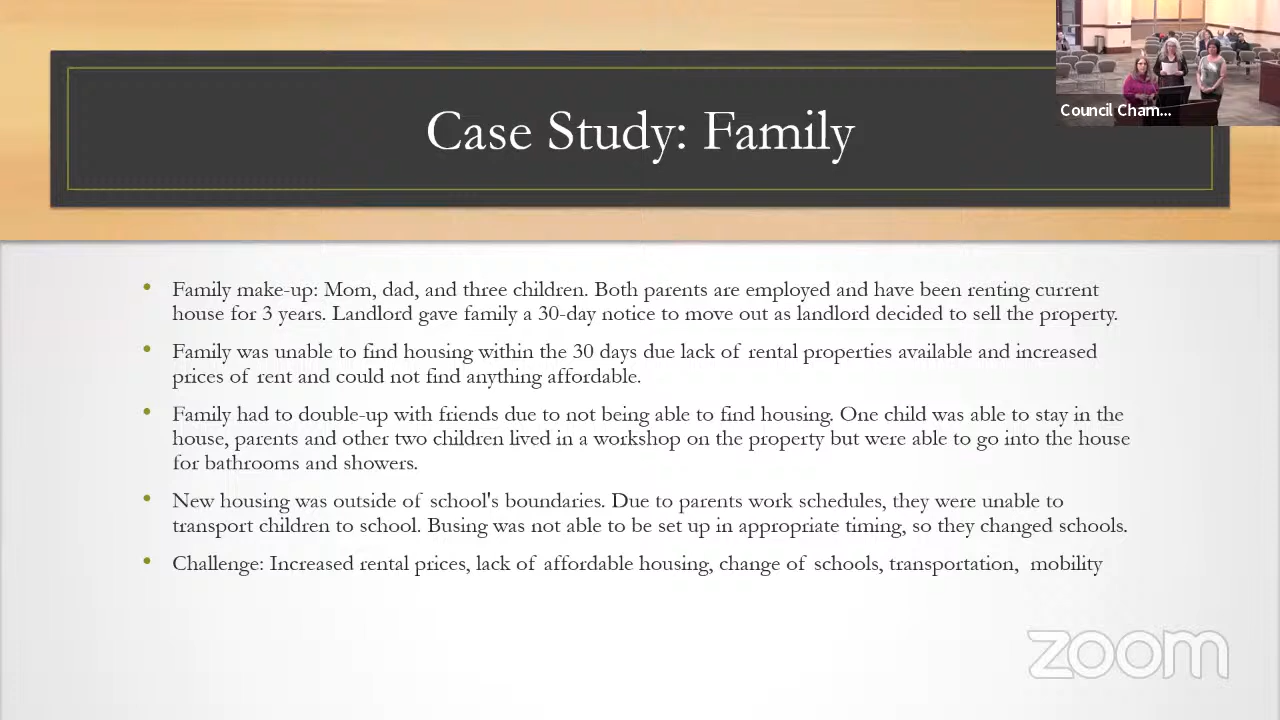 Case Study: Family
Council Cham...
• Family make-up: Mom, dad, and three children. Both parents are employed and have been renting current
house for 3 years. Landlord gave family a 30-day notice to move out as landlord decided to sell the property.
• Family was unable to find housing within the 30 days due lack of rental properties available and increased
prices of rent and could not find anything affordable.
• Family had to double-up with friends due to not being able to find housing. One child was able to stay in the
house, parents and other two children lived in a workshop on the property but were able to go into the house
for bathrooms and showers.
• New housing was outside of school's boundaries. Due to parents work schedules, they were unable to
transport children to school. Busing was not able to be set up in appropriate timing, so they changed schools.
• Challenge: Increased rental prices, lack of affordable housing, change of schools, transportation, mobility
zoom